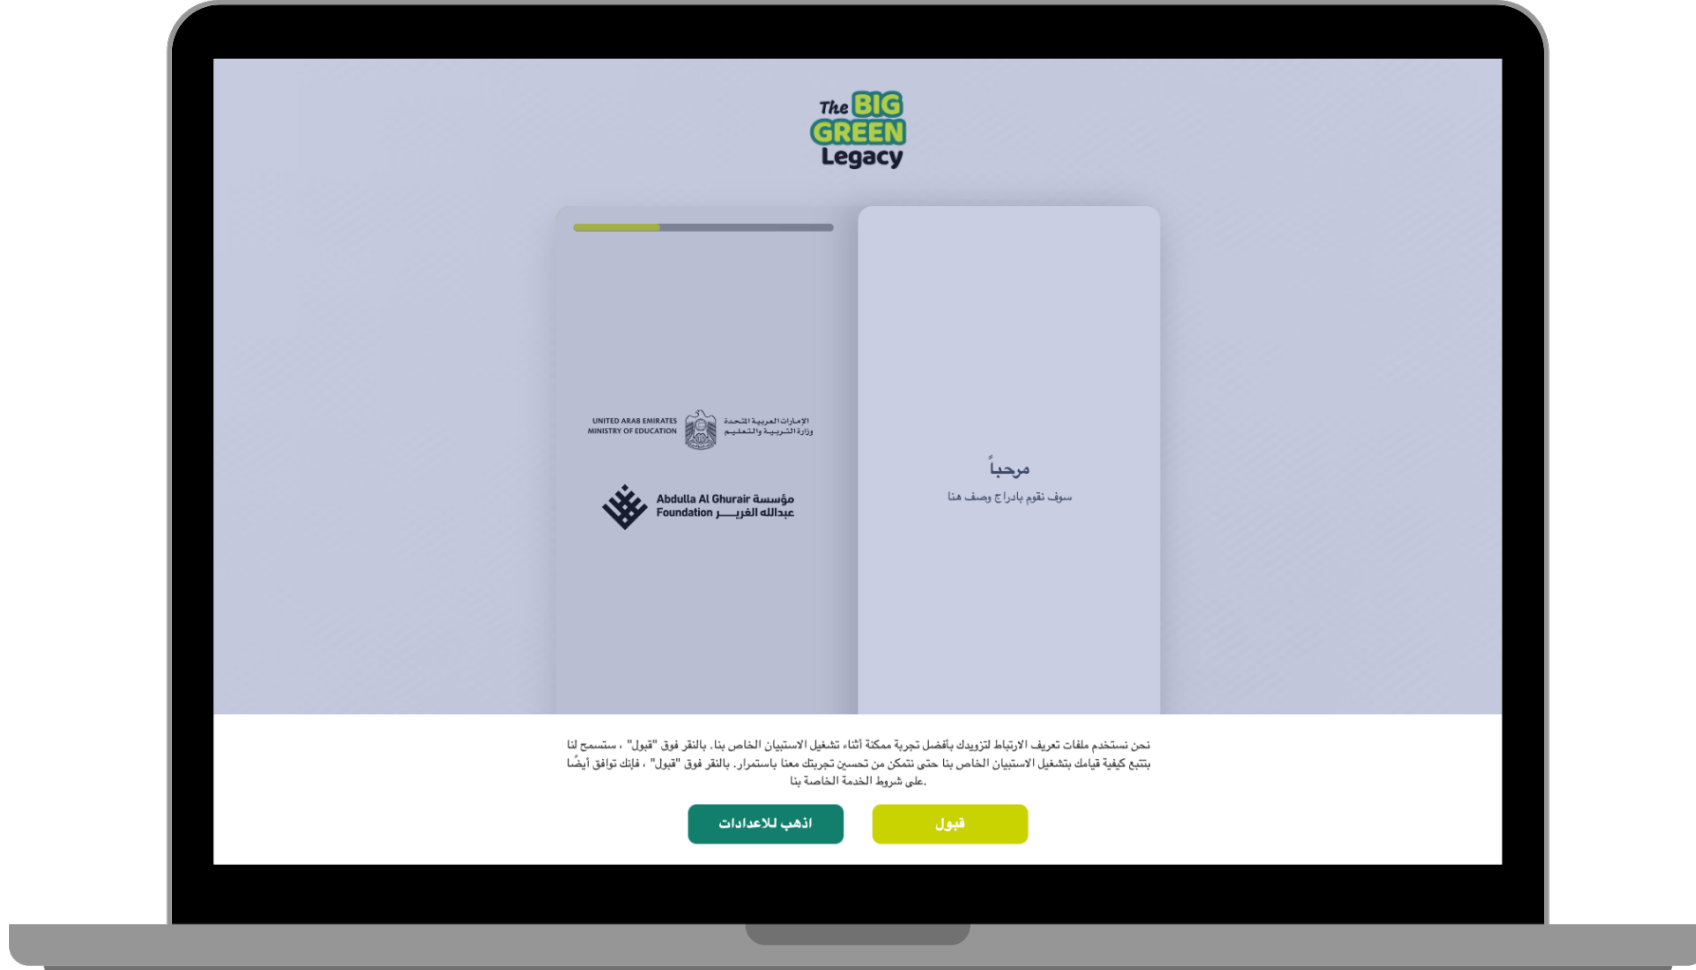 The BIG
GREEN
Legacy
UNITED ARAB EMIRATES
MINISTRY OF EDUCATION
الإمارات العربية المتحدة
وزارة التربية والتعليم
Abdulla Al Ghurair مؤسسة
Foundation عبدالله الغرير
مرحباً
سوف نقوم بادراج وصف هنا
نحن نستخدم ملفات تعريف الارتباط لتزويدك بأفضل تجربة ممكنة أثناء تشغيل الاستبيان الخاص بنا. بالنقر فوق "قبول" ، ستسمح لنا
بتتبع كيفية قيامك بتشغيل الاستبيان الخاص بنا حتى نتمكن من تحسين تجربتك معنا باستمرار. بالنقر فوق "قبول" ، فإنك توافق أيضًا
على شروط الخدمة الخاصة بنا.
قبول
اذهب للاعدادات